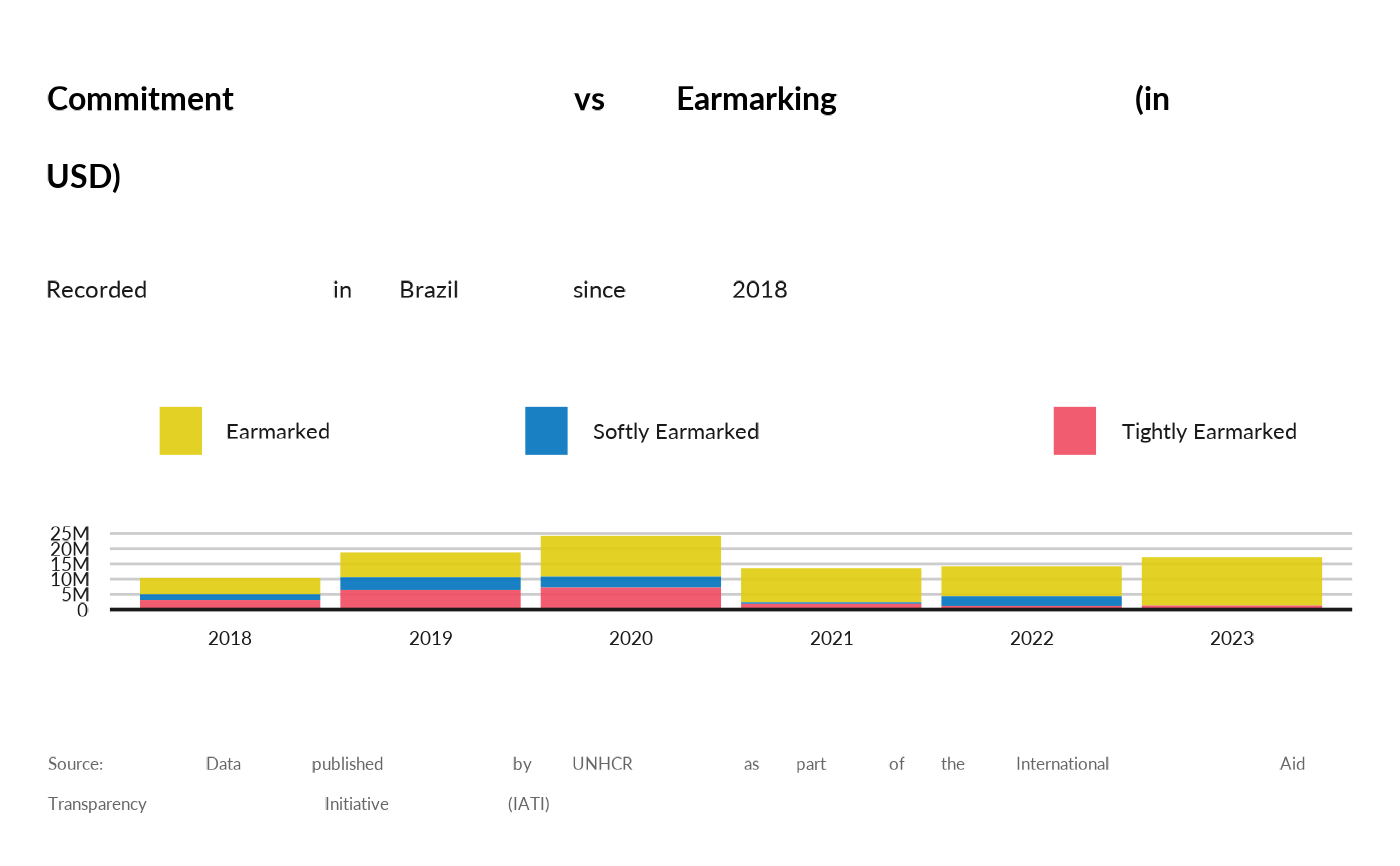 Commitment vs Earmarking (in
USD)
Recorded in Brazil since 2018
Earmarked Softly Earmarked Tightly Earmarked
25M
20M
15M
10M
5M
0
2018 2019 2020 2021 2022 2023
Source: Data published by UNHCR as part of the International Aid
Transparency Initiative (IATI)